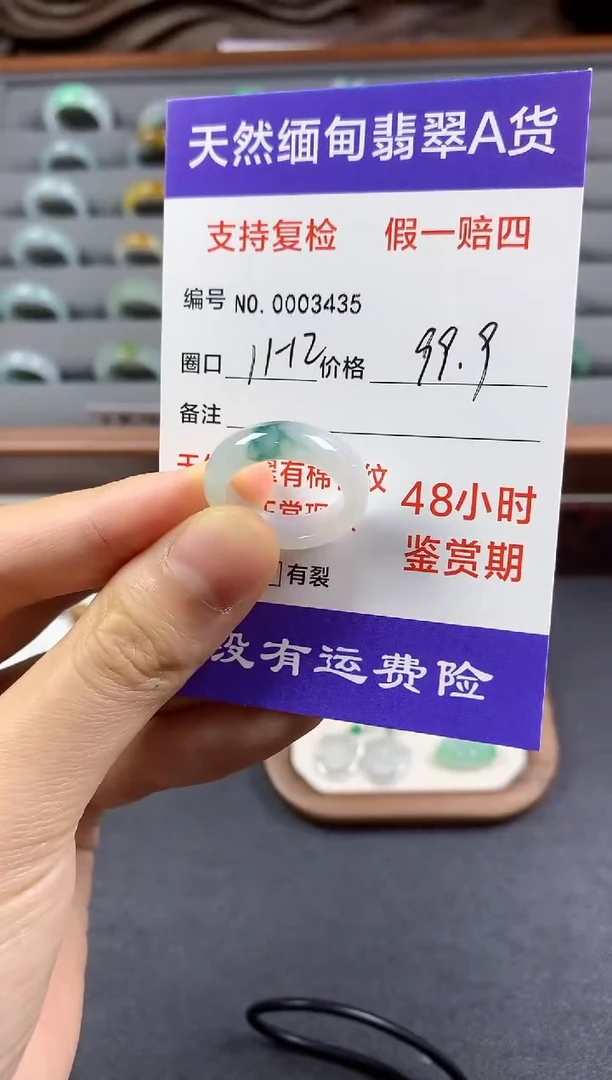 天然缅甸翡翠A货
支持复检 假一赔四
编号 NO.0003435
圈口 11-12 价格 99.9
备注
有棉 纹
48小时
鉴赏期
有裂
没有运费险